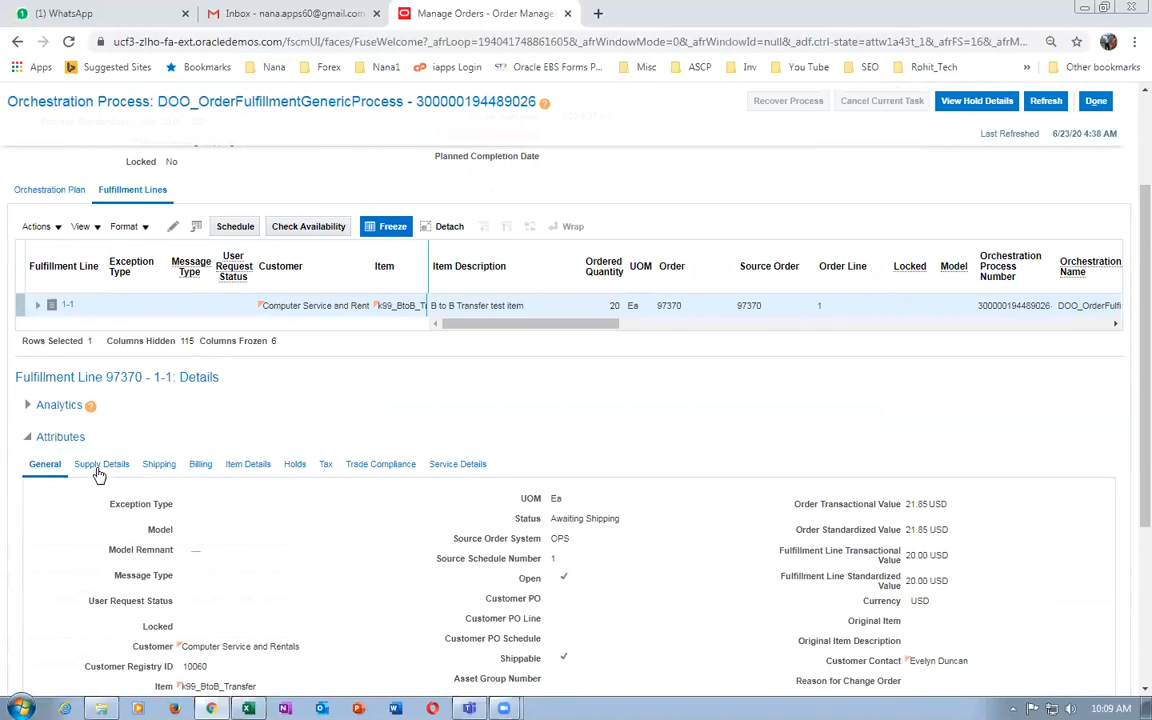 (1) WhatsApp
Inbox - nana.apps60@gmail.com
Manage Orders - Order Manage
ucf3-zlho-fa-ext.oracledemos.com/fscmUI/faces/FuseWelcome?_afrLoop=194041748861605&_afrWindowMode=0&_afrWindowId=null&_adf.ctrl-state=attw1a43t_1&_afrFS=16&_afrM...
Apps Suggested Sites Bookmarks Nana Forex Nana1 iapps Login Oracle EBS Forms P... Misc ASCP Inv You Tube SEO Rohit_Tech » Other bookmarks
Orchestration Process: DOO_OrderFulfillmentGenericProcess - 300000194489026
Recover Process Cancel Current Task View Hold Details Refresh Done
Last Refreshed 6/23/20 4:38 AM
Locked No
Planned Completion Date
Orchestration Plan Fulfillment Lines
Actions View Format Schedule Check Availability Freeze Detach Wrap
Fulfillment Line Exception Type Message Type User Request Status Customer Item Item Description Ordered Quantity UOM Order Source Order Order Line Locked Model Orchestration Process Number Orchestration Name
1-1 Computer Service and Rent k99_BtoB_Tr B to B Transfer test item 20 Ea 97370 97370 1 300000194489026 DOO_OrderFulfi
Rows Selected 1 Columns Hidden 115 Columns Frozen 6
Fulfillment Line 97370 - 1-1: Details
Analytics
Attributes
General Supply Details Shipping Billing Item Details Holds Tax Trade Compliance Service Details
Exception Type
Model
Model Remnant
Message Type
User Request Status
Locked
Customer Computer Service and Rentals
Customer Registry ID 10060
Item k99_BtoB_Transfer
UOM Ea
Status Awaiting Shipping
Source Order System OPS
Source Schedule Number 1
Open
Customer PO
Customer PO Line
Customer PO Schedule
Shippable
Asset Group Number
Order Transactional Value 21.85 USD
Order Standardized Value 21.85 USD
Fulfillment Line Transactional Value 20.00 USD
Fulfillment Line Standardized Value 20.00 USD
Currency USD
Original Item
Original Item Description
Customer Contact Evelyn Duncan
Reason for Change Order
10:09 AM